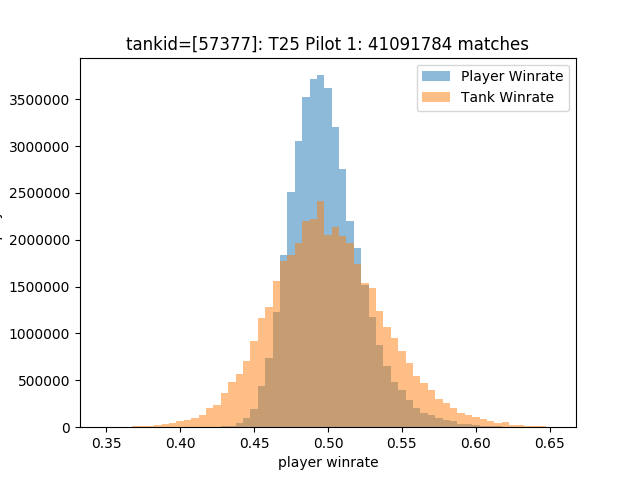 tankid=[57377]: T25 Pilot 1: 41091784 matches
Player Winrate
Tank Winrate
3500000
3000000
2500000
2000000
1500000
1000000
500000
0
0.35 0.40 0.45 0.50 0.55 0.60 0.65
player winrate